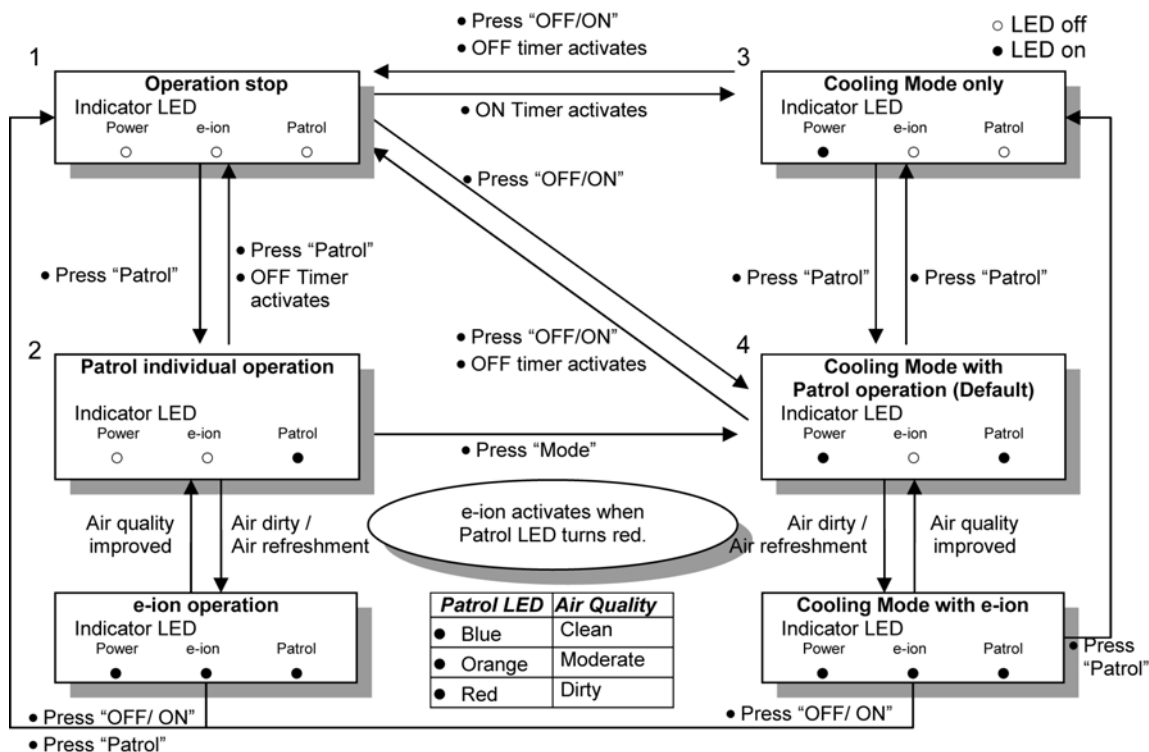 ● Press “OFF/ON”
● OFF timer activates
○ LED off
● LED on
1
Operation stop
Indicator LED
Power e-ion Patrol
● ON Timer activates
3
Cooling Mode only
Indicator LED
Power e-ion Patrol
● Press “OFF/ON”
● Press “Patrol”
● Press “Patrol”
● OFF Timer
activates
● Press “Patrol”
● Press “Patrol”
● Press “OFF/ON”
● OFF timer activates
2
Patrol individual operation
Indicator LED
Power e-ion Patrol
● Press “Mode”
4
Cooling Mode with
Patrol operation (Default)
Indicator LED
Power e-ion Patrol
Air quality
improved
Air dirty /
Air refreshment
e-ion activates when
Patrol LED turns red.
Air dirty /
Air refreshment
Air quality
improved
e-ion operation
Indicator LED
Power e-ion Patrol
Patrol LED Air Quality
● Blue Clean
● Orange Moderate
● Red Dirty
Cooling Mode with e-ion
Indicator LED
Power e-ion Patrol
● Press
“Patrol”
● Press “OFF/ ON”
● Press “Patrol”
● Press “OFF/ ON”